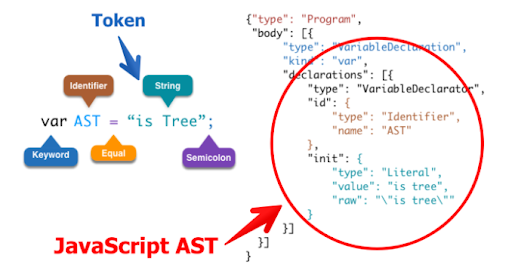 Token
Identifier
String
var AST = “is Tree”;
Keyword
Equal
Semicolon
JavaScript AST
{"type": "Program",
"body": [{
"type": "VariableDeclaration",
"kind": "var",
"declarations": [{
"type": "VariableDeclarator",
"id": {
"type": "Identifier",
"name": "AST"
},
"init": {
"type": "Literal",
"value": "is tree",
"raw": "\"is tree\""
}
}]
}]
}